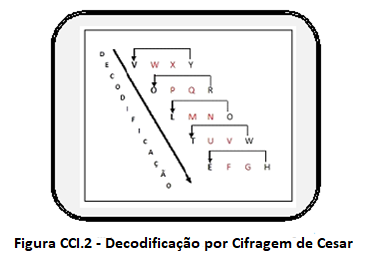 DECODIFICAÇÃO
V W X Y
O P Q R
L M N O
T U V W
E F G H
Figura CCI.2 - Decodificação por Cifragem de Cesar